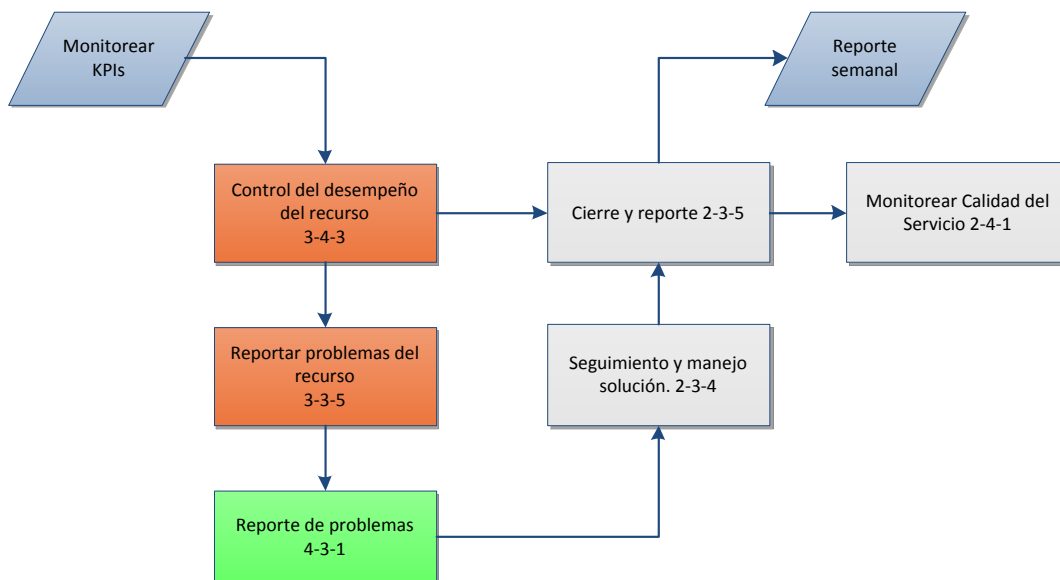 Monitorear
KPIs
Reporte
semanal
Control del desempeño
del recurso
3-4-3
Cierre y reporte 2-3-5
Monitorear Calidad del
Servicio 2-4-1
Reportar problemas del
recurso
3-3-5
Seguimiento y manejo
solución. 2-3-4
Reporte de problemas
4-3-1